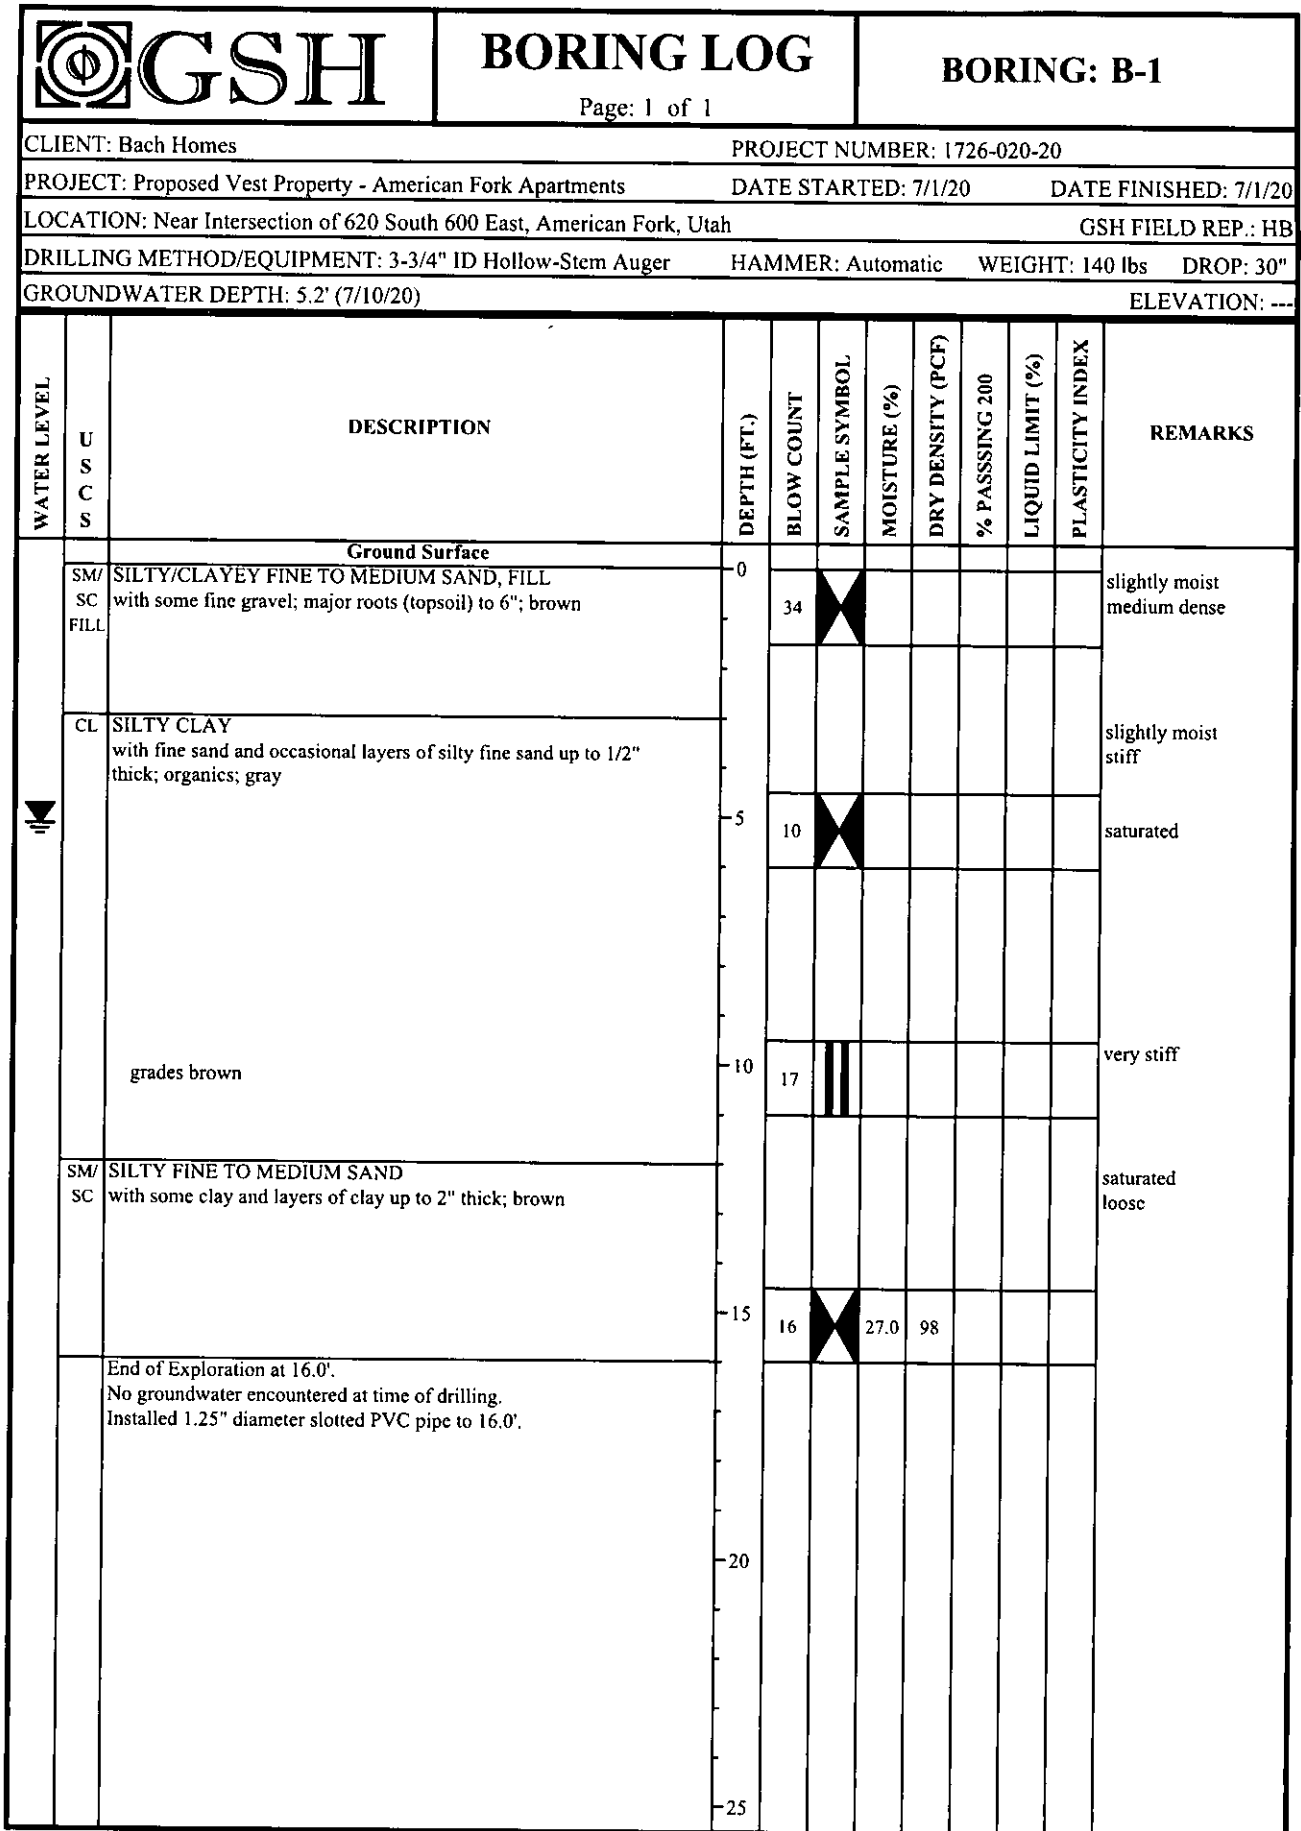 GSH
BORING LOG
Page: 1 of 1
BORING: B-1
CLIENT: Bach Homes
PROJECT NUMBER: 1726-020-20
PROJECT: Proposed Vest Property - American Fork Apartments
DATE STARTED: 7/1/20
DATE FINISHED: 7/1/20
LOCATION: Near Intersection of 620 South 600 East, American Fork, Utah
GSH FIELD REP.: HB
DRILLING METHOD/EQUIPMENT: 3-3/4" ID Hollow-Stem Auger
HAMMER: Automatic
WEIGHT: 140 lbs
DROP: 30"
GROUNDWATER DEPTH: 5.2' (7/10/20)
ELEVATION: ---
WATER LEVEL
U
S
C
S
DESCRIPTION
DEPTH (FT.)
BLOW COUNT
SAMPLE SYMBOL
MOISTURE (%)
DRY DENSITY (PCF)
% PASSSING 200
LIQUID LIMIT (%)
PLASTICITY INDEX
REMARKS
Ground Surface
SM/
SC
FILL
SILTY/CLAYEY FINE TO MEDIUM SAND, FILL
with some fine gravel; major roots (topsoil) to 6"; brown
0
34
slightly moist
medium dense
CL
SILTY CLAY
with fine sand and occasional layers of silty fine sand up to 1/2"
thick; organics; gray
slightly moist
stiff
5
10
saturated
grades brown
10
17
very stiff
SM/
SC
SILTY FINE TO MEDIUM SAND
with some clay and layers of clay up to 2" thick; brown
saturated
loose
15
16
27.0
98
End of Exploration at 16.0'.
No groundwater encountered at time of drilling.
Installed 1.25" diameter slotted PVC pipe to 16.0'.
20
25